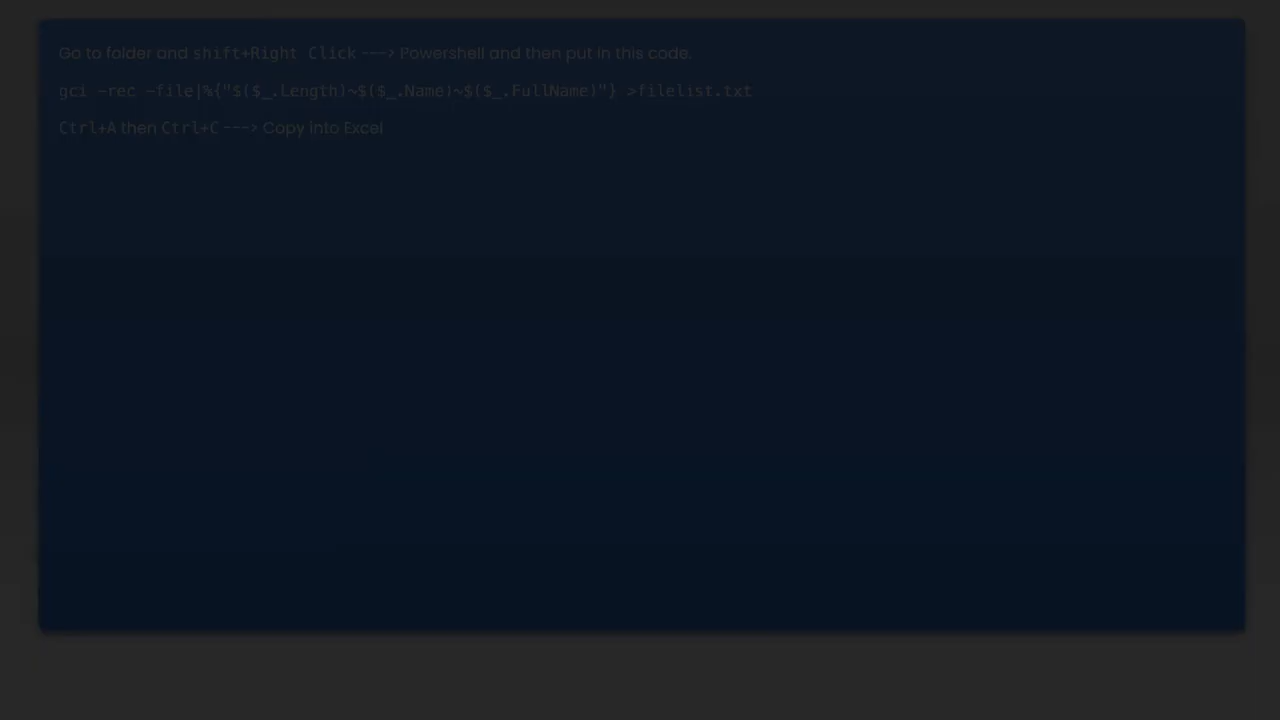 Go to folder and shift+Right Click ---> Powershell and then put in this code.
gci -rec -file|%{"$($_.Length)~$($_.Name)~$($_.FullName)"} >filelist.txt
Ctrl+A then Ctrl+C ---> Copy into Excel